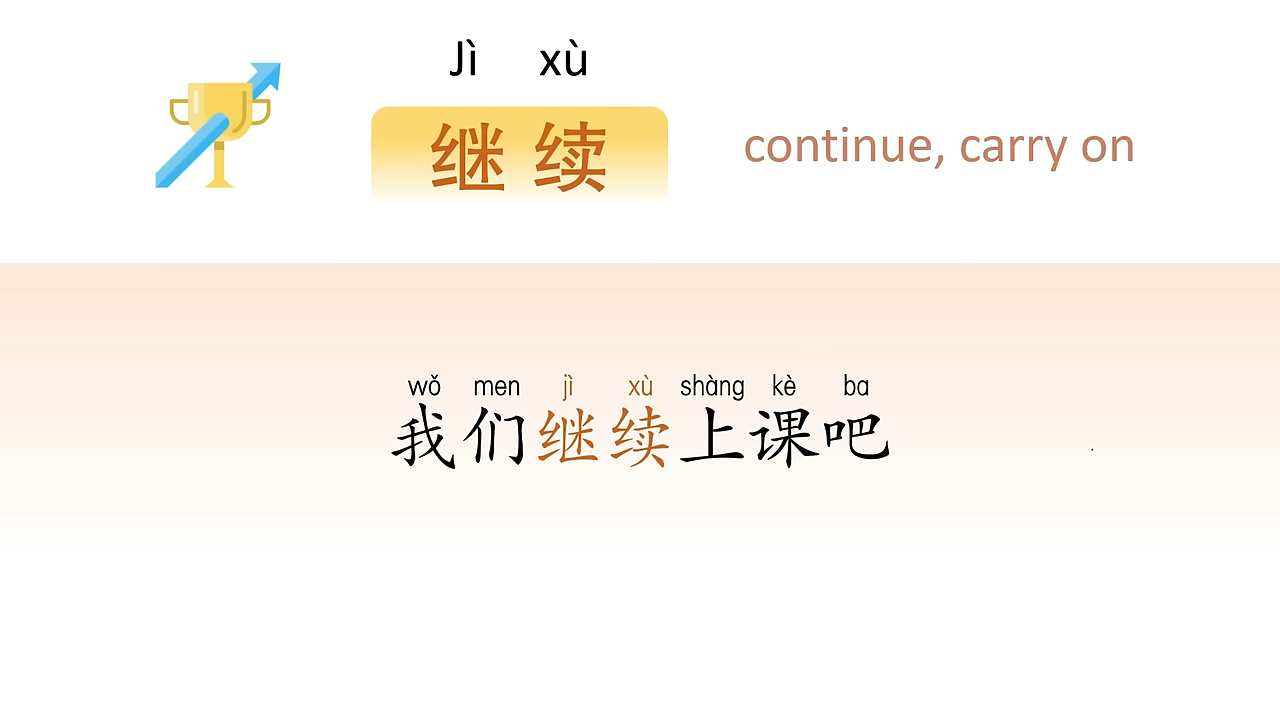 Jì xù
继续
continue, carry on
wǒ men jì xù shàng kè ba
我们继续上课吧